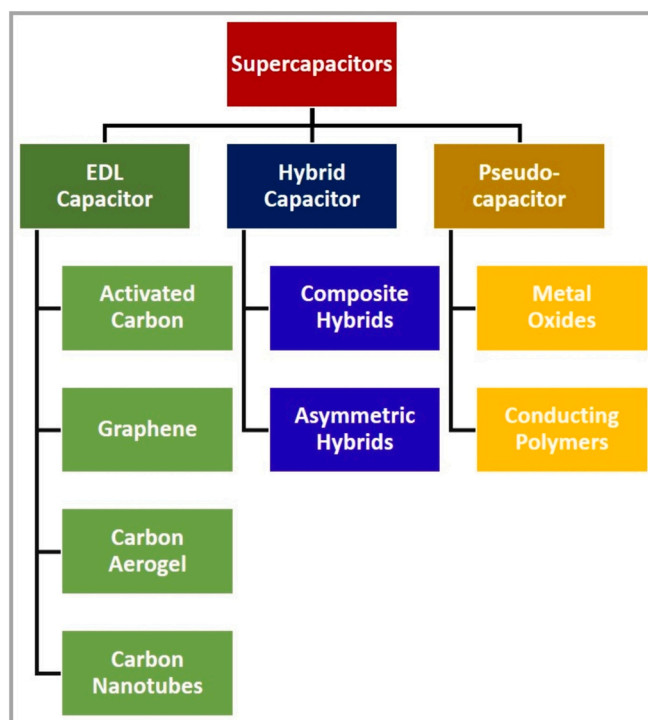 Supercapacitors
EDL
Capacitor
Hybrid
Capacitor
Pseudo-
capacitor
Activated
Carbon
Composite
Hybrids
Metal
Oxides
Graphene
Asymmetric
Hybrids
Conducting
Polymers
Carbon
Aerogel
Carbon
Nanotubes